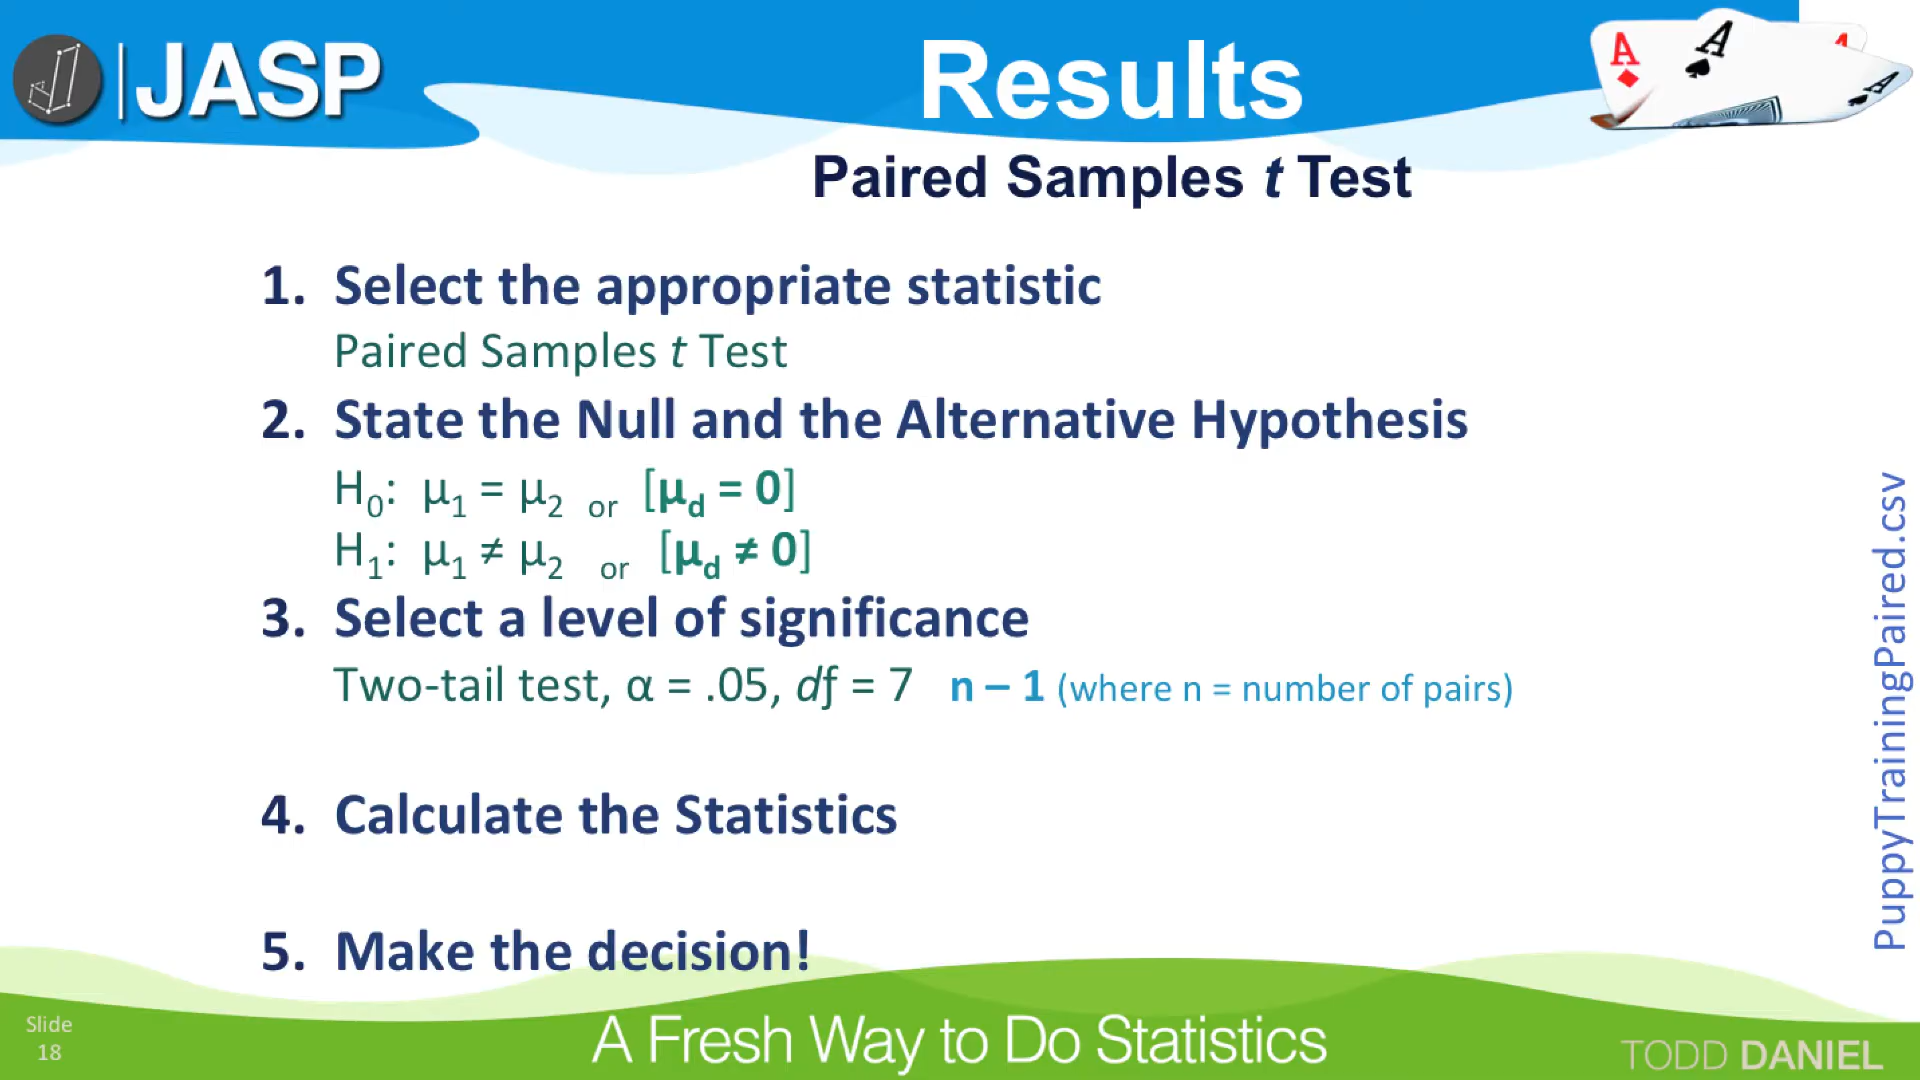 JASP
Results
Paired Samples t Test
1. Select the appropriate statistic
Paired Samples t Test
2. State the Null and the Alternative Hypothesis
H₀: μ₁ = μ₂ or [μd = 0]
H₁: μ₁ ≠ μ₂ or [μd ≠ 0]
3. Select a level of significance
Two-tail test, α = .05, df = 7 n – 1 (where n = number of pairs)
4. Calculate the Statistics
5. Make the decision!
PuppyTrainingPaired.csv
A Fresh Way to Do Statistics
Slide
18
TODD DANIEL
A
A
A
A